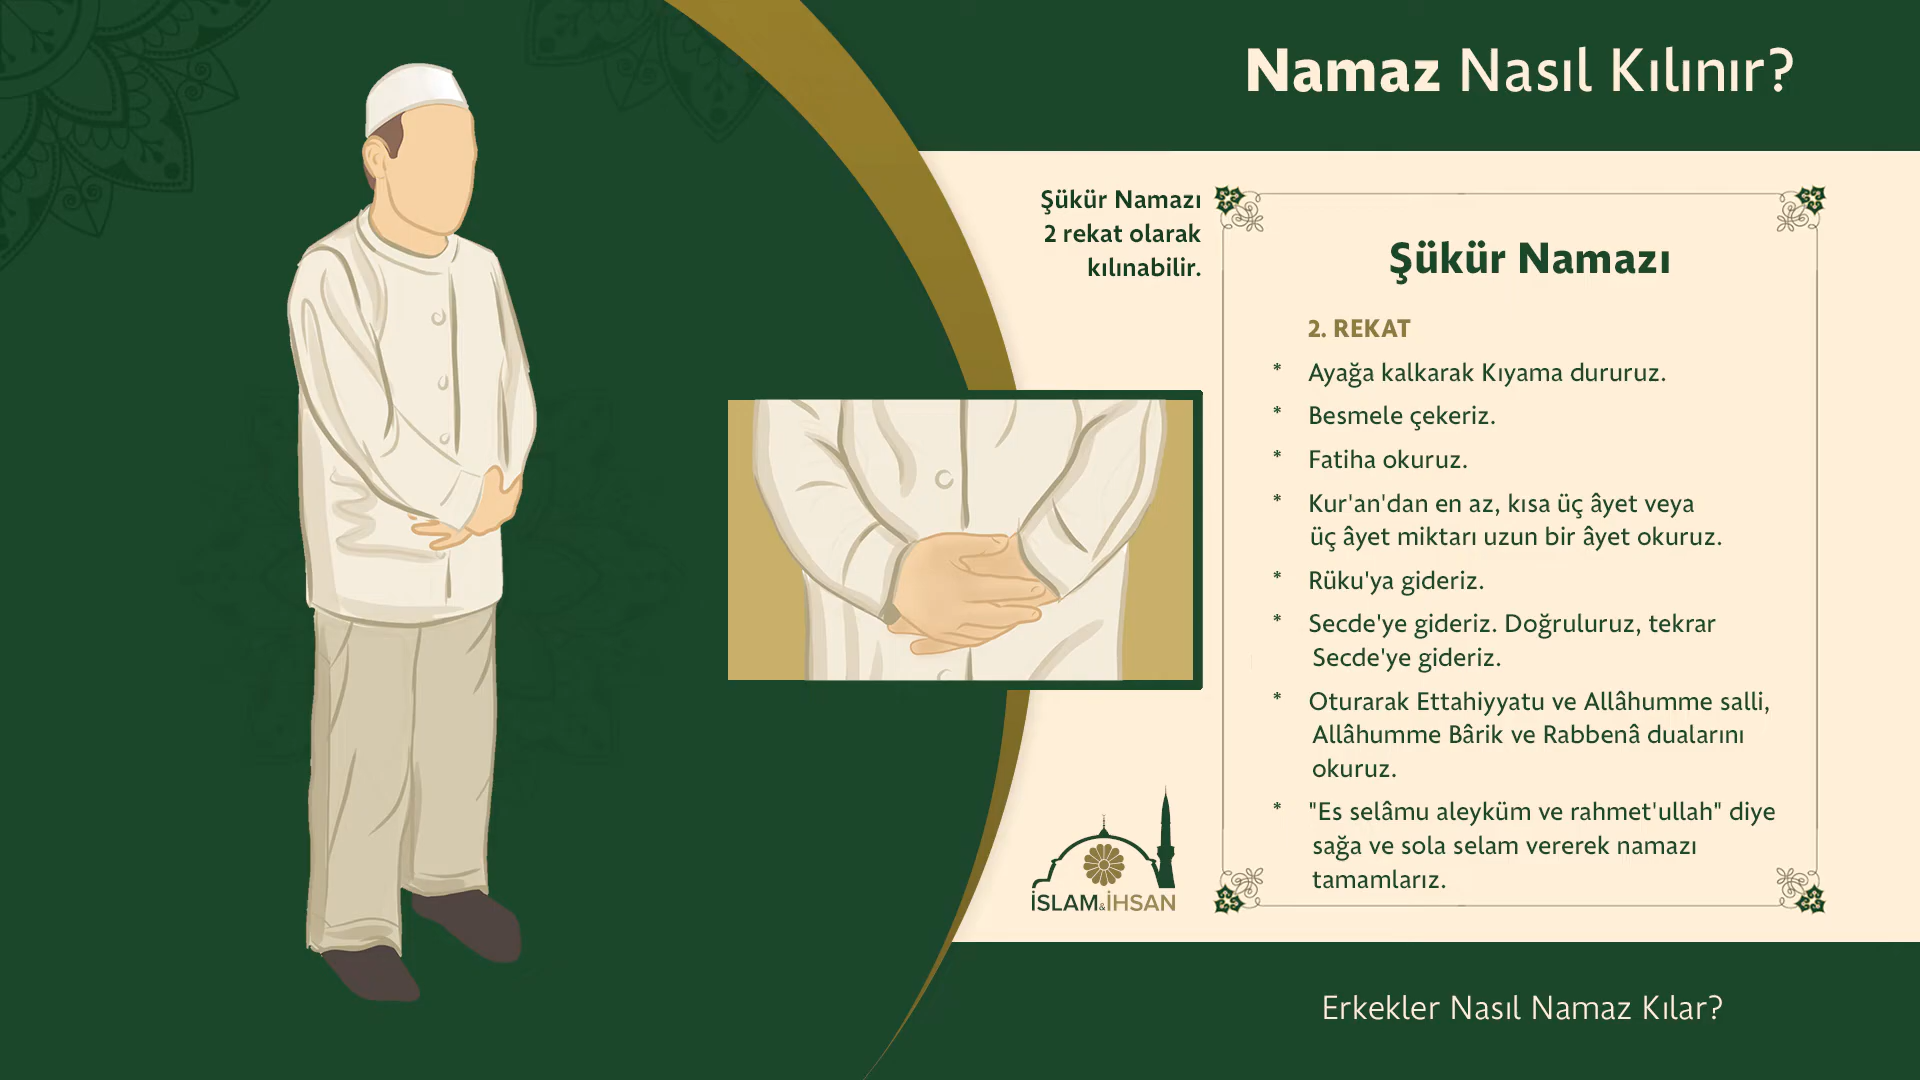 Namaz Nasıl Kılınır?
Şükür Namazı
2 rekat olarak
kılınabilir.
Şükür Namazı
2. REKAT
* Ayağa kalkarak Kıyama dururuz.
* Besmele çekeriz.
* Fatiha okuruz.
* Kur'an'dan en az, kısa üç âyet veya
üç âyet miktarı uzun bir âyet okuruz.
* Rüku'ya gideriz.
* Secde'ye gideriz. Doğruluruz, tekrar
Secde'ye gideriz.
* Oturarak Ettahiyyatu ve Allâhumme salli,
Allâhumme Bârik ve Rabbenâ dualarını
okuruz.
* "Es selâmu aleyküm ve rahmet'ullah" diye
sağa ve sola selam vererek namazı
tamamlarız.
İSLAM&İHSAN
Erkekler Nasıl Namaz Kılar?